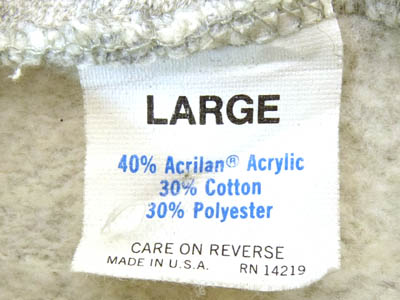 LARGE
40% Acrilan® Acrylic
30% Cotton
30% Polyester
CARE ON REVERSE
MADE IN U.S.A. RN 14219